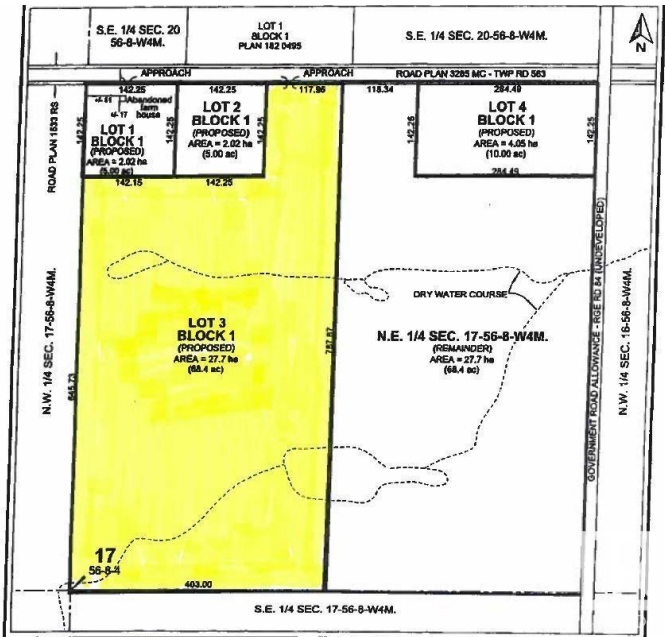 S.E. 1/4 SEC. 20
56-8-W4M.
LOT 1
BLOCK 1
PLAN 182 0495
S.E. 1/4 SEC. 20-56-8-W4M.
N
APPROACH
APPROACH
ROAD PLAN 3285 MC - TWP RD 563
142.25
142.25
117.96
118.34
284.49
Abandoned
farm
house
+/- 17
142.25
142.25
142.25
142.25
142.25
LOT 1
BLOCK 1
(PROPOSED)
AREA = 2.02 ha
(5.00 ac)
LOT 2
BLOCK 1
(PROPOSED)
AREA = 2.02 ha
(5.00 ac)
LOT 4
BLOCK 1
(PROPOSED)
AREA = 4.05 ha
(10.00 ac)
142.15
142.25
284.49
ROAD PLAN 1533 RS
N.W. 1/4 SEC. 17-56-8-W4M.
645.73
LOT 3
BLOCK 1
(PROPOSED)
AREA = 27.7 ha
(68.4 ac)
787.87
DRY WATER COURSE
N.E. 1/4 SEC. 17-56-8-W4M.
(REMAINDER)
AREA = 27.7 ha
(68.4 ac)
GOVERNMENT ROAD ALLOWANCE - RGE RD 84 (UNDEVELOPED)
N.W. 1/4 SEC. 16-56-8-W4M.
17
56-8-4
403.00
S.E. 1/4 SEC. 17-56-8-W4M.